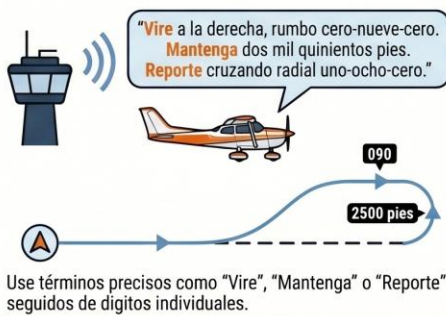 “Vire a la derecha, rumbo cero-nueve-cero.
Mantenga dos mil quinientos pies.
Reporte cruzando radial uno-ocho-cero.”
090
2500 pies
Use términos precisos como “Vire”, “Mantenga” o “Reporte”
seguidos de digitos individuales.